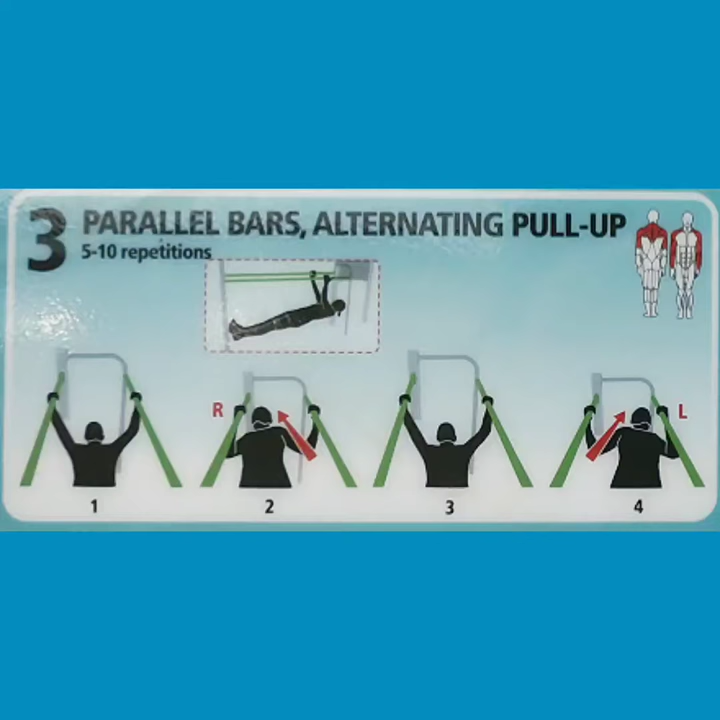 3 PARALLEL BARS, ALTERNATING PULL-UP
5-10 repetitions
R
L
1 2 3 4